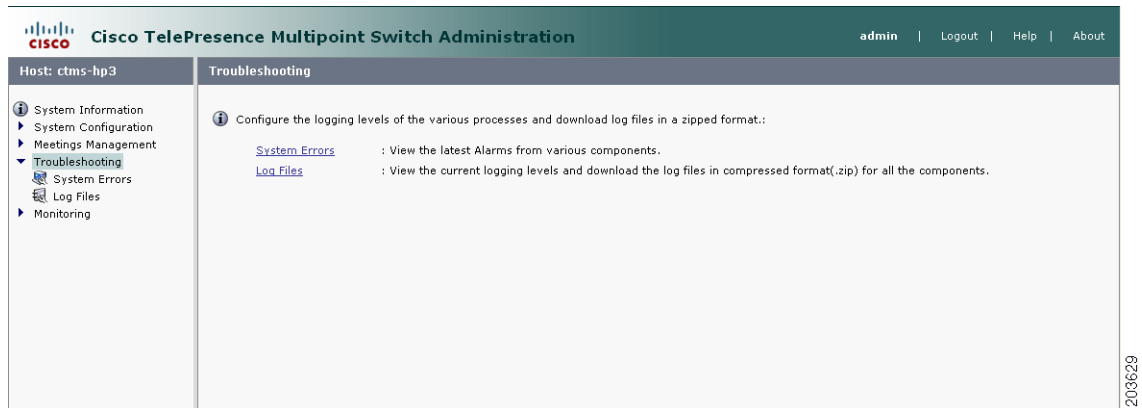 CISCO Cisco TelePresence Multipoint Switch Administration admin | Logout | Help | About
Host: ctms-hp3
Troubleshooting
System Information
System Configuration
Meetings Management
Troubleshooting
System Errors
Log Files
Monitoring
Configure the logging levels of the various processes and download log files in a zipped format.:
System Errors : View the latest Alarms from various components.
Log Files : View the current logging levels and download the log files in compressed format(.zip) for all the components.
203629